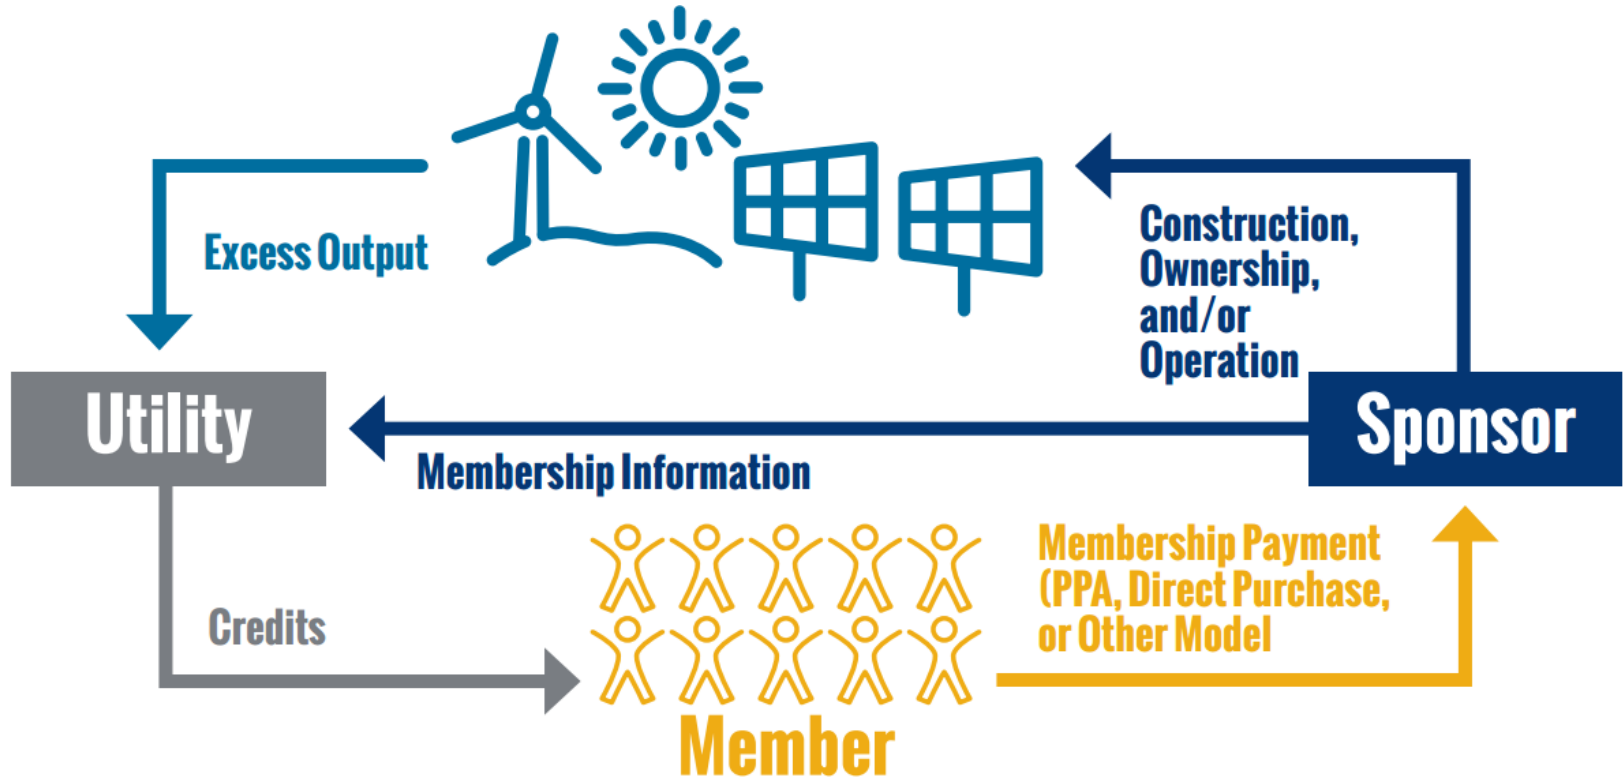 Excess Output
Construction,
Ownership,
and/or
Operation
Utility
Sponsor
Membership Information
Membership Payment
(PPA, Direct Purchase,
or Other Model
Credits
Member